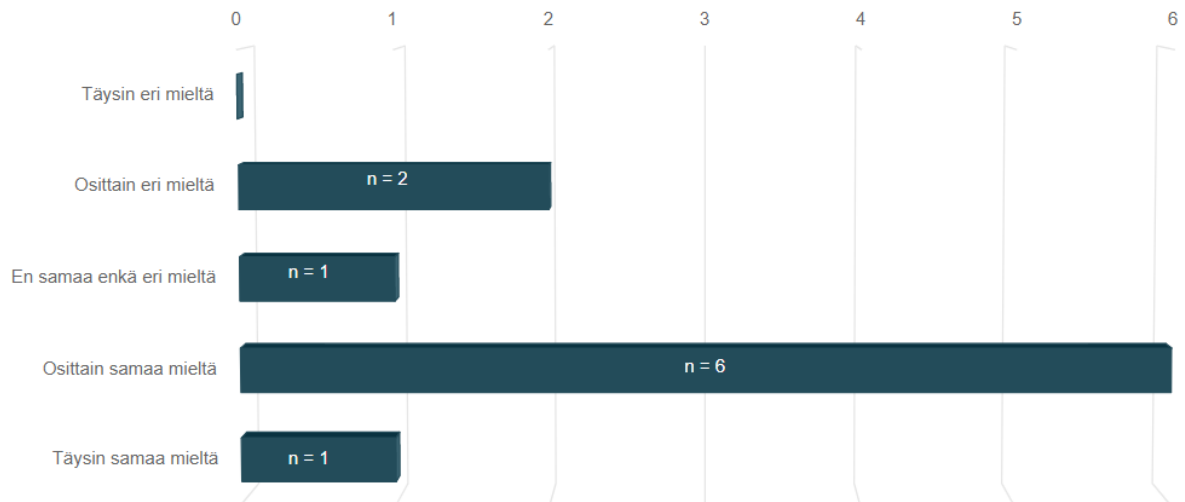 0 1 2 3 4 5 6
Täysin eri mieltä
Osittain eri mieltä n = 2
En samaa enkä eri mieltä n = 1
Osittain samaa mieltä n = 6
Täysin samaa mieltä n = 1